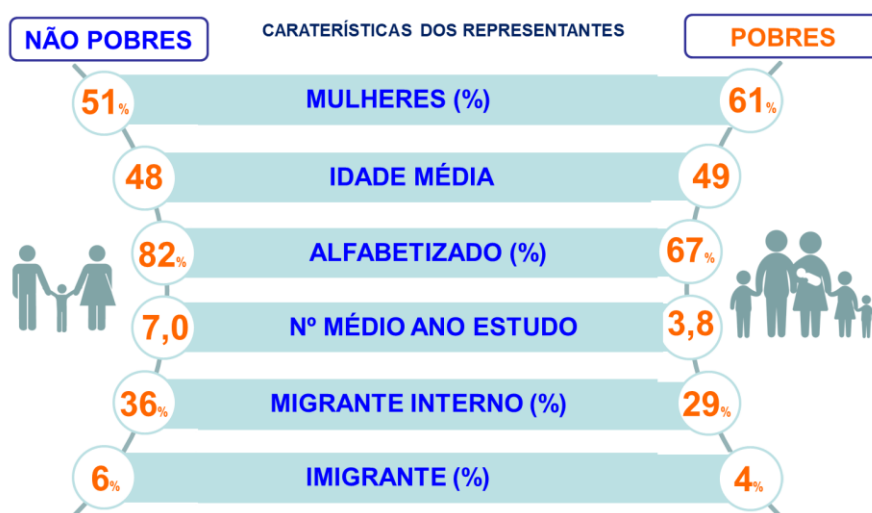 NÃO POBRES CARATERÍSTICAS DOS REPRESENTANTES POBRES
51% MULHERES (%) 61%
48 IDADE MÉDIA 49
82% ALFABETIZADO (%) 67%
7,0 Nº MÉDIO ANO ESTUDO 3,8
36% MIGRANTE INTERNO (%) 29%
6% IMIGRANTE (%) 4%